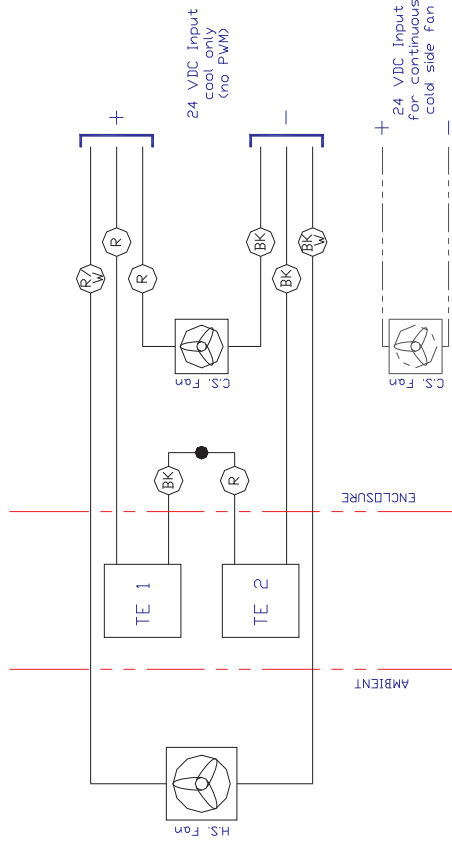 24 VDC Input
cool only
(no PWM)
24 VDC Input
for continuous
cold side fan
+
−
+
−
R/W
R
R
BK
BK
BK/W
C.S. Fan
C.S. Fan
BK
R
ENCLOSURE
TE 1
TE 2
AMBIENT
H.S. Fan